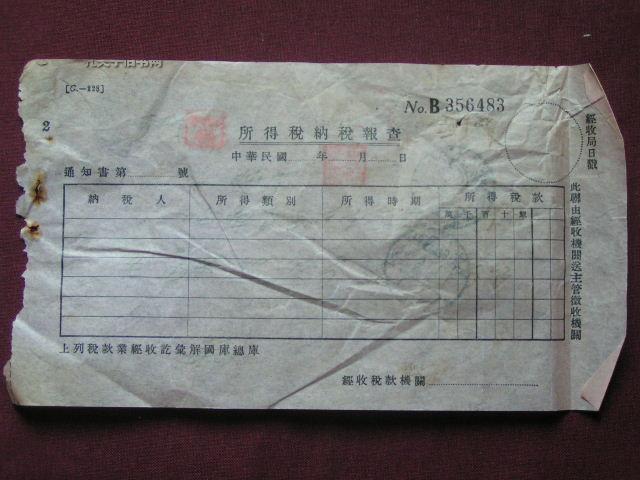 [C.—128]
No. B 356483
2
所得稅納稅報查
中華民國 年 月 日
通知書第 號
納稅人 所得類別 所得時期 所得稅款
萬千百十
上列稅款業經收訖彙解國庫總庫
經收稅款機關
經收局日戳
此聯由經收機關送主管徵收機關